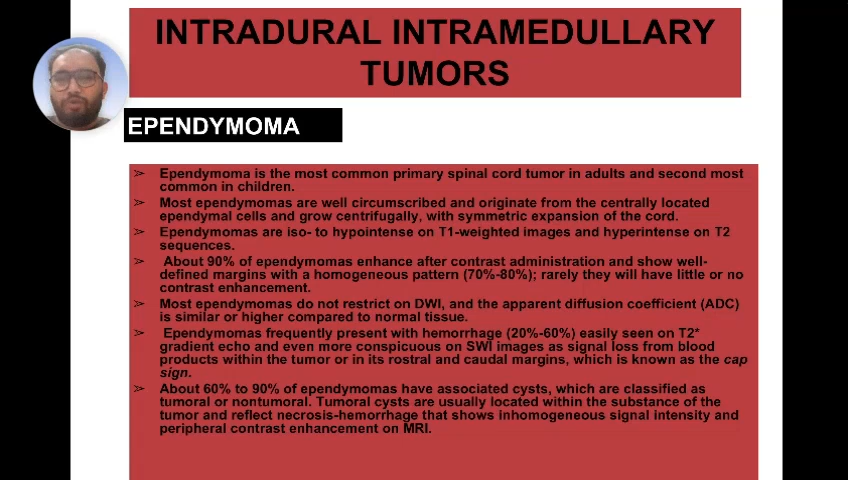 INTRADURAL INTRAMEDULLARY
TUMORS
EPENDYMOMA
➢ Ependymoma is the most common primary spinal cord tumor in adults and second most
common in children.
➢ Most ependymomas are well circumscribed and originate from the centrally located
ependymal cells and grow centrifugally, with symmetric expansion of the cord.
➢ Ependymomas are iso- to hypointense on T1-weighted images and hyperintense on T2
sequences.
➢ About 90% of ependymomas enhance after contrast administration and show well-
defined margins with a homogeneous pattern (70%-80%); rarely they will have little or no
contrast enhancement.
➢ Most ependymomas do not restrict on DWI, and the apparent diffusion coefficient (ADC)
is similar or higher compared to normal tissue.
➢ Ependymomas frequently present with hemorrhage (20%-60%) easily seen on T2*
gradient echo and even more conspicuous on SWI images as signal loss from blood
products within the tumor or in its rostral and caudal margins, which is known as the cap
sign.
➢ About 60% to 90% of ependymomas have associated cysts, which are classified as
tumoral or nontumoral. Tumoral cysts are usually located within the substance of the
tumor and reflect necrosis-hemorrhage that shows inhomogeneous signal intensity and
peripheral contrast enhancement on MRI.